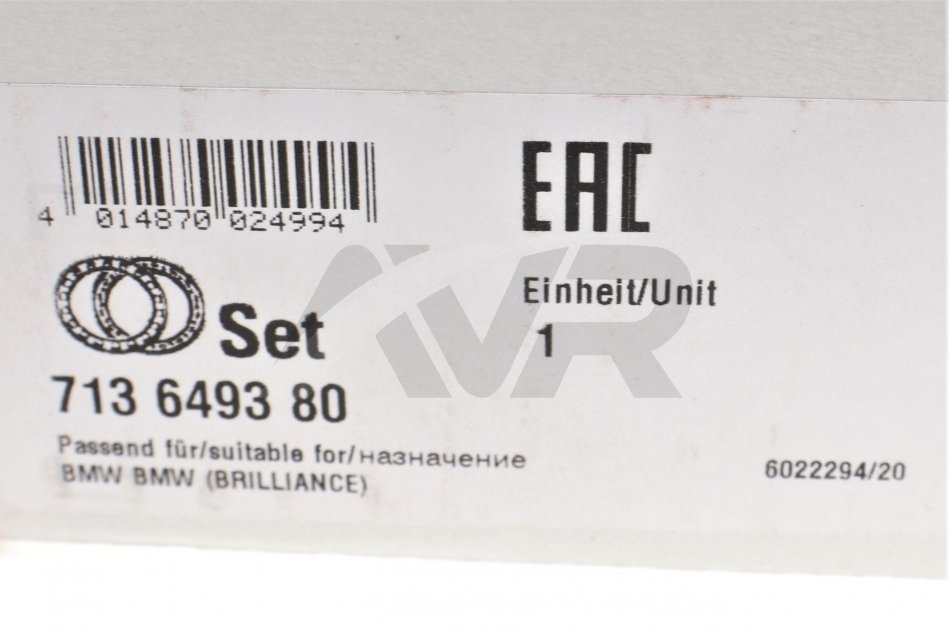 4 014870 024994
EAC
Set
713 6493 80
Einheit/Unit
1
Passend für/suitable for/назначение
BMW BMW (BRILLIANCE)
6022294/20
VR